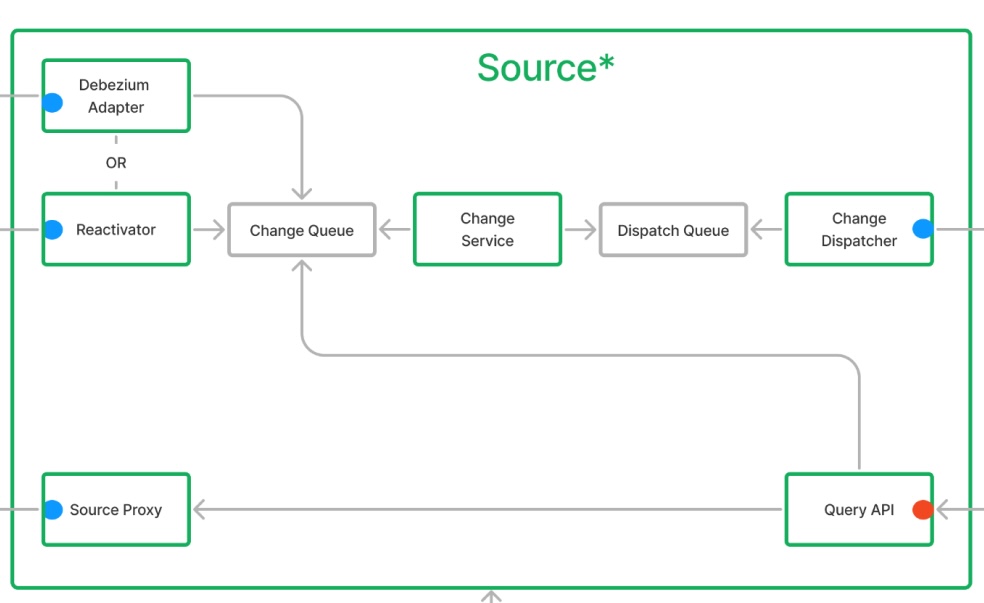 Source*
Debezium
Adapter
OR
Reactivator
Change Queue
Change
Service
Dispatch Queue
Change
Dispatcher
Source Proxy
Query API